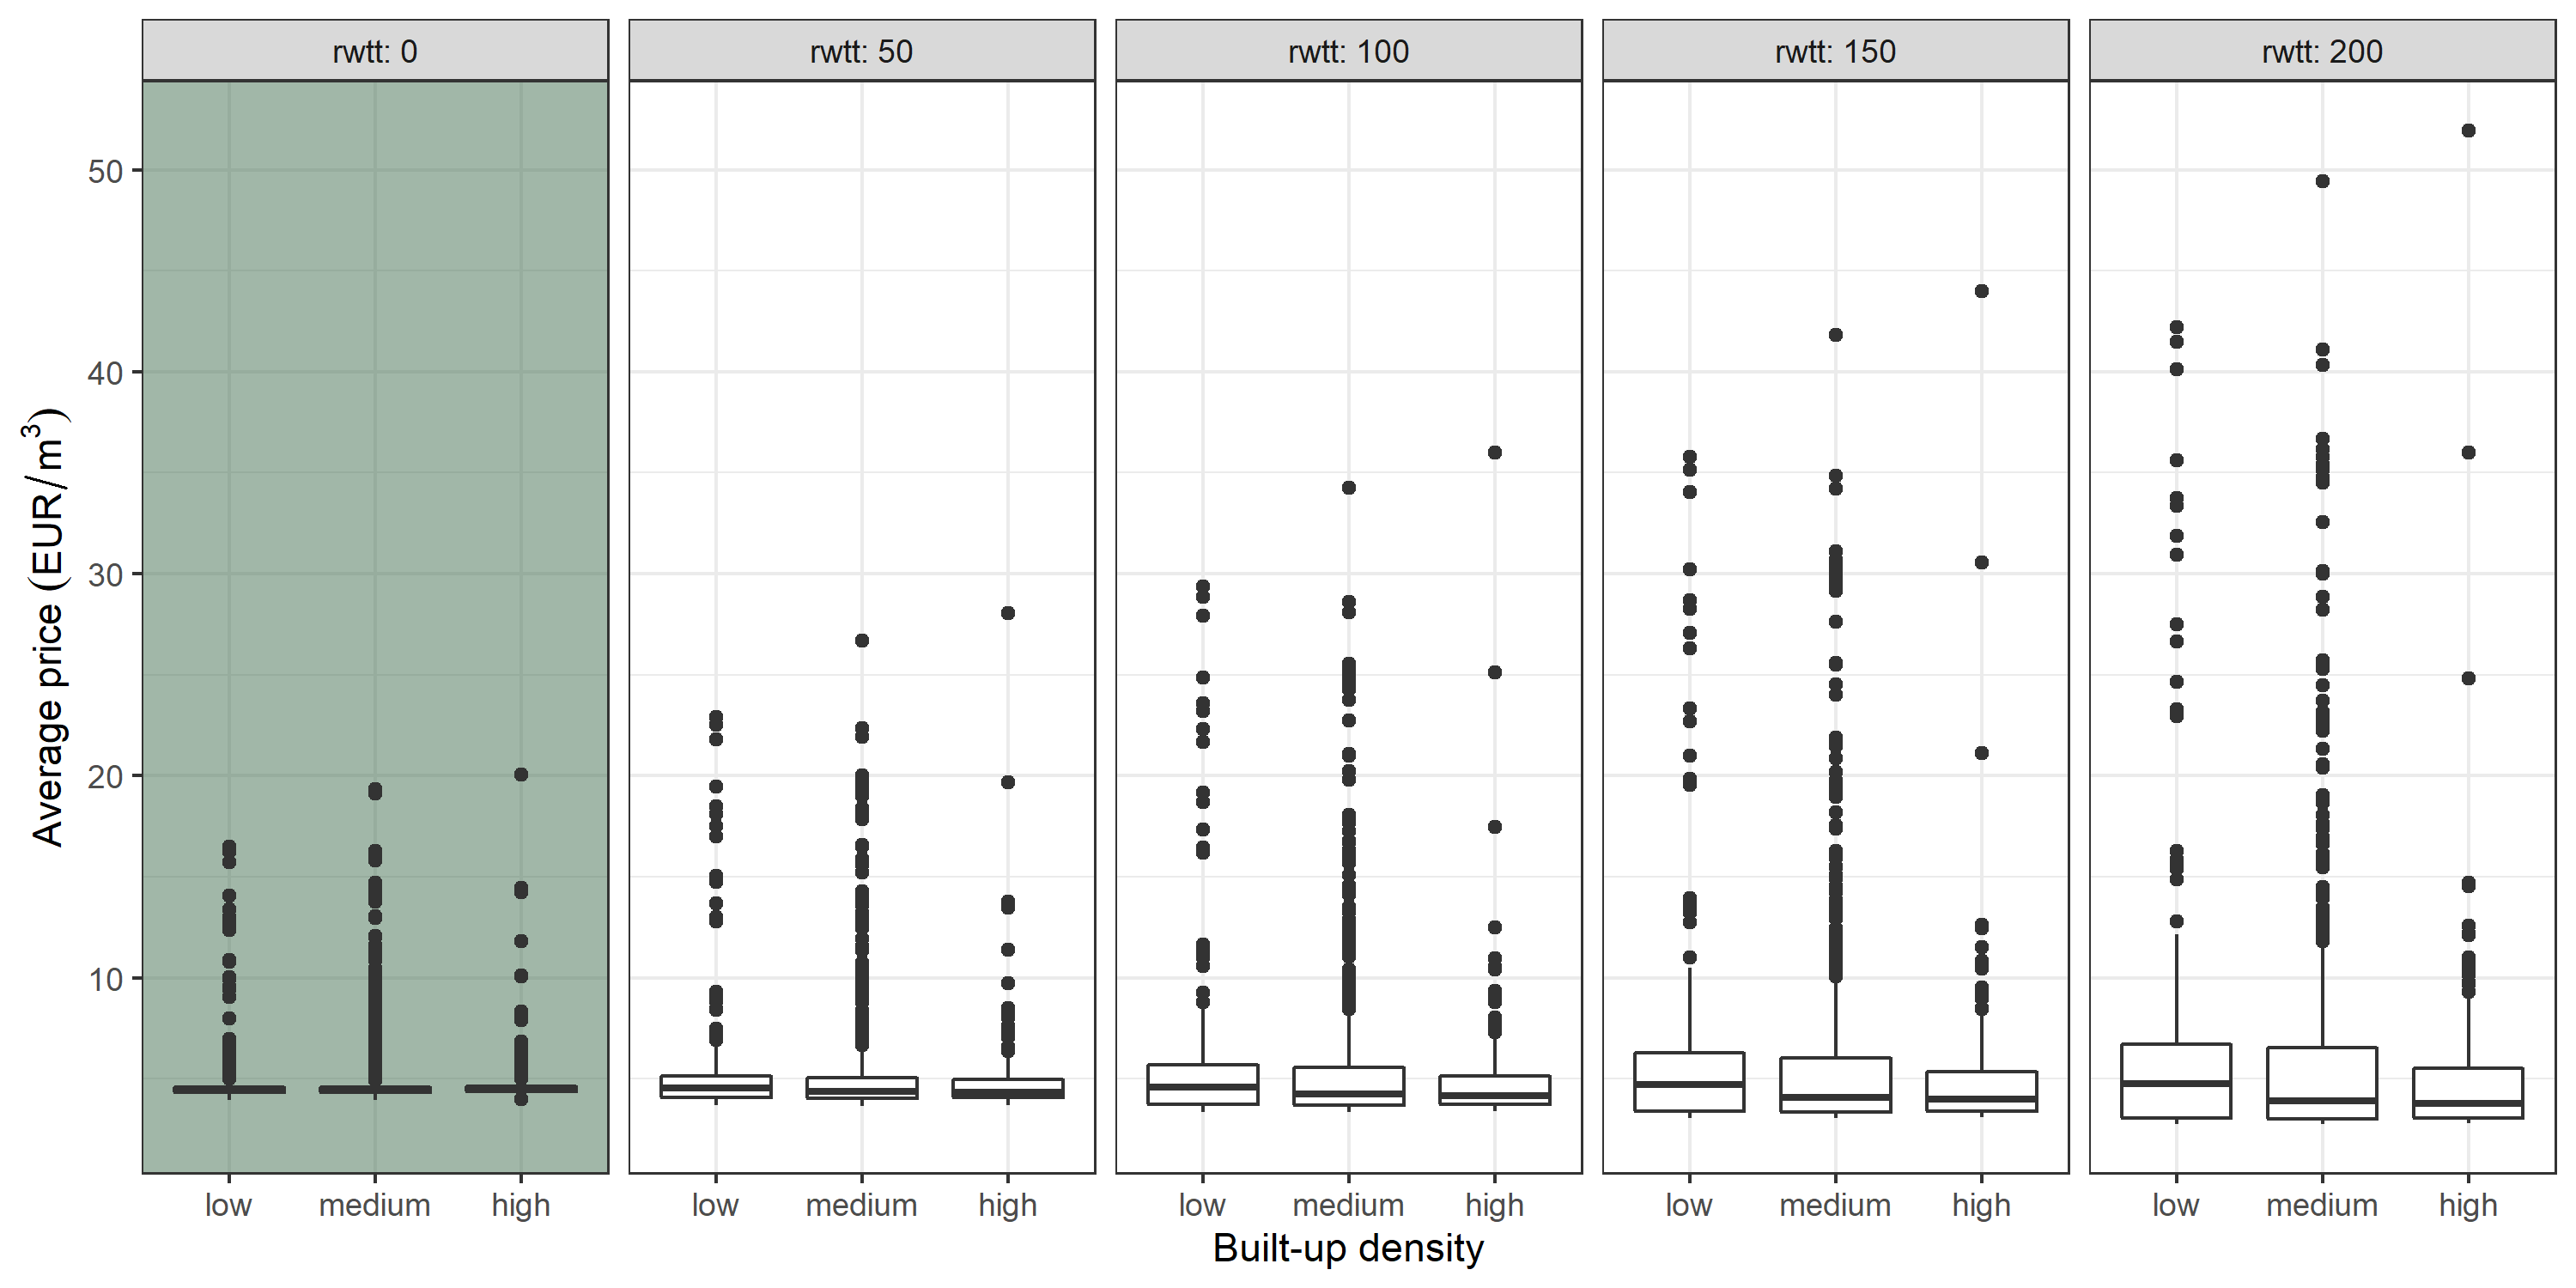 rwtt: 0 rwtt: 50 rwtt: 100 rwtt: 150 rwtt: 200
Average price (EUR/m³)
50
40
30
20
10
low medium high low medium high low medium high low medium high low medium high
Built-up density